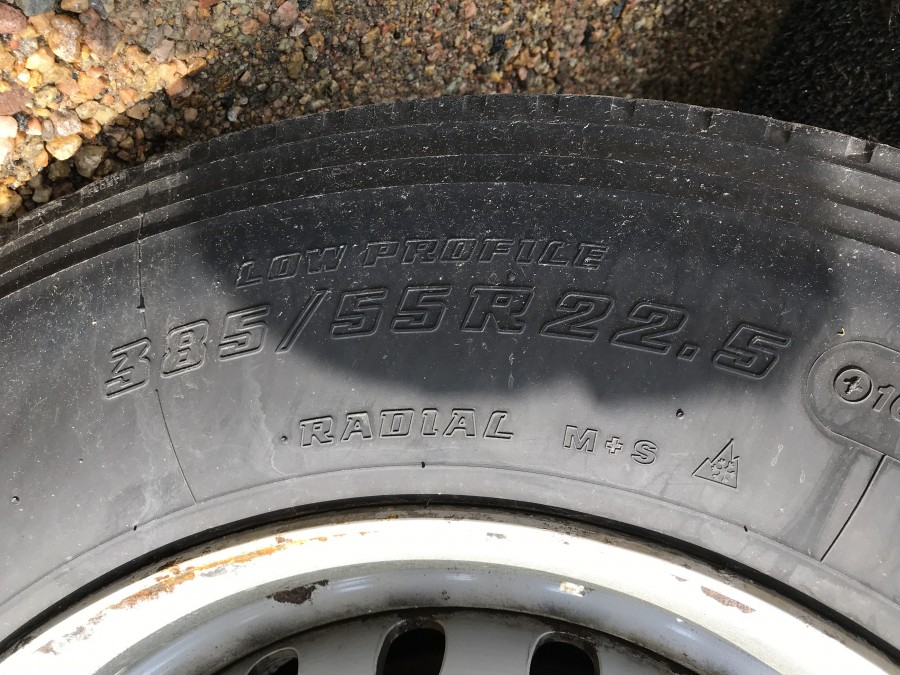 LOW PROFILE
385/55R22.5
RADIAL M+S